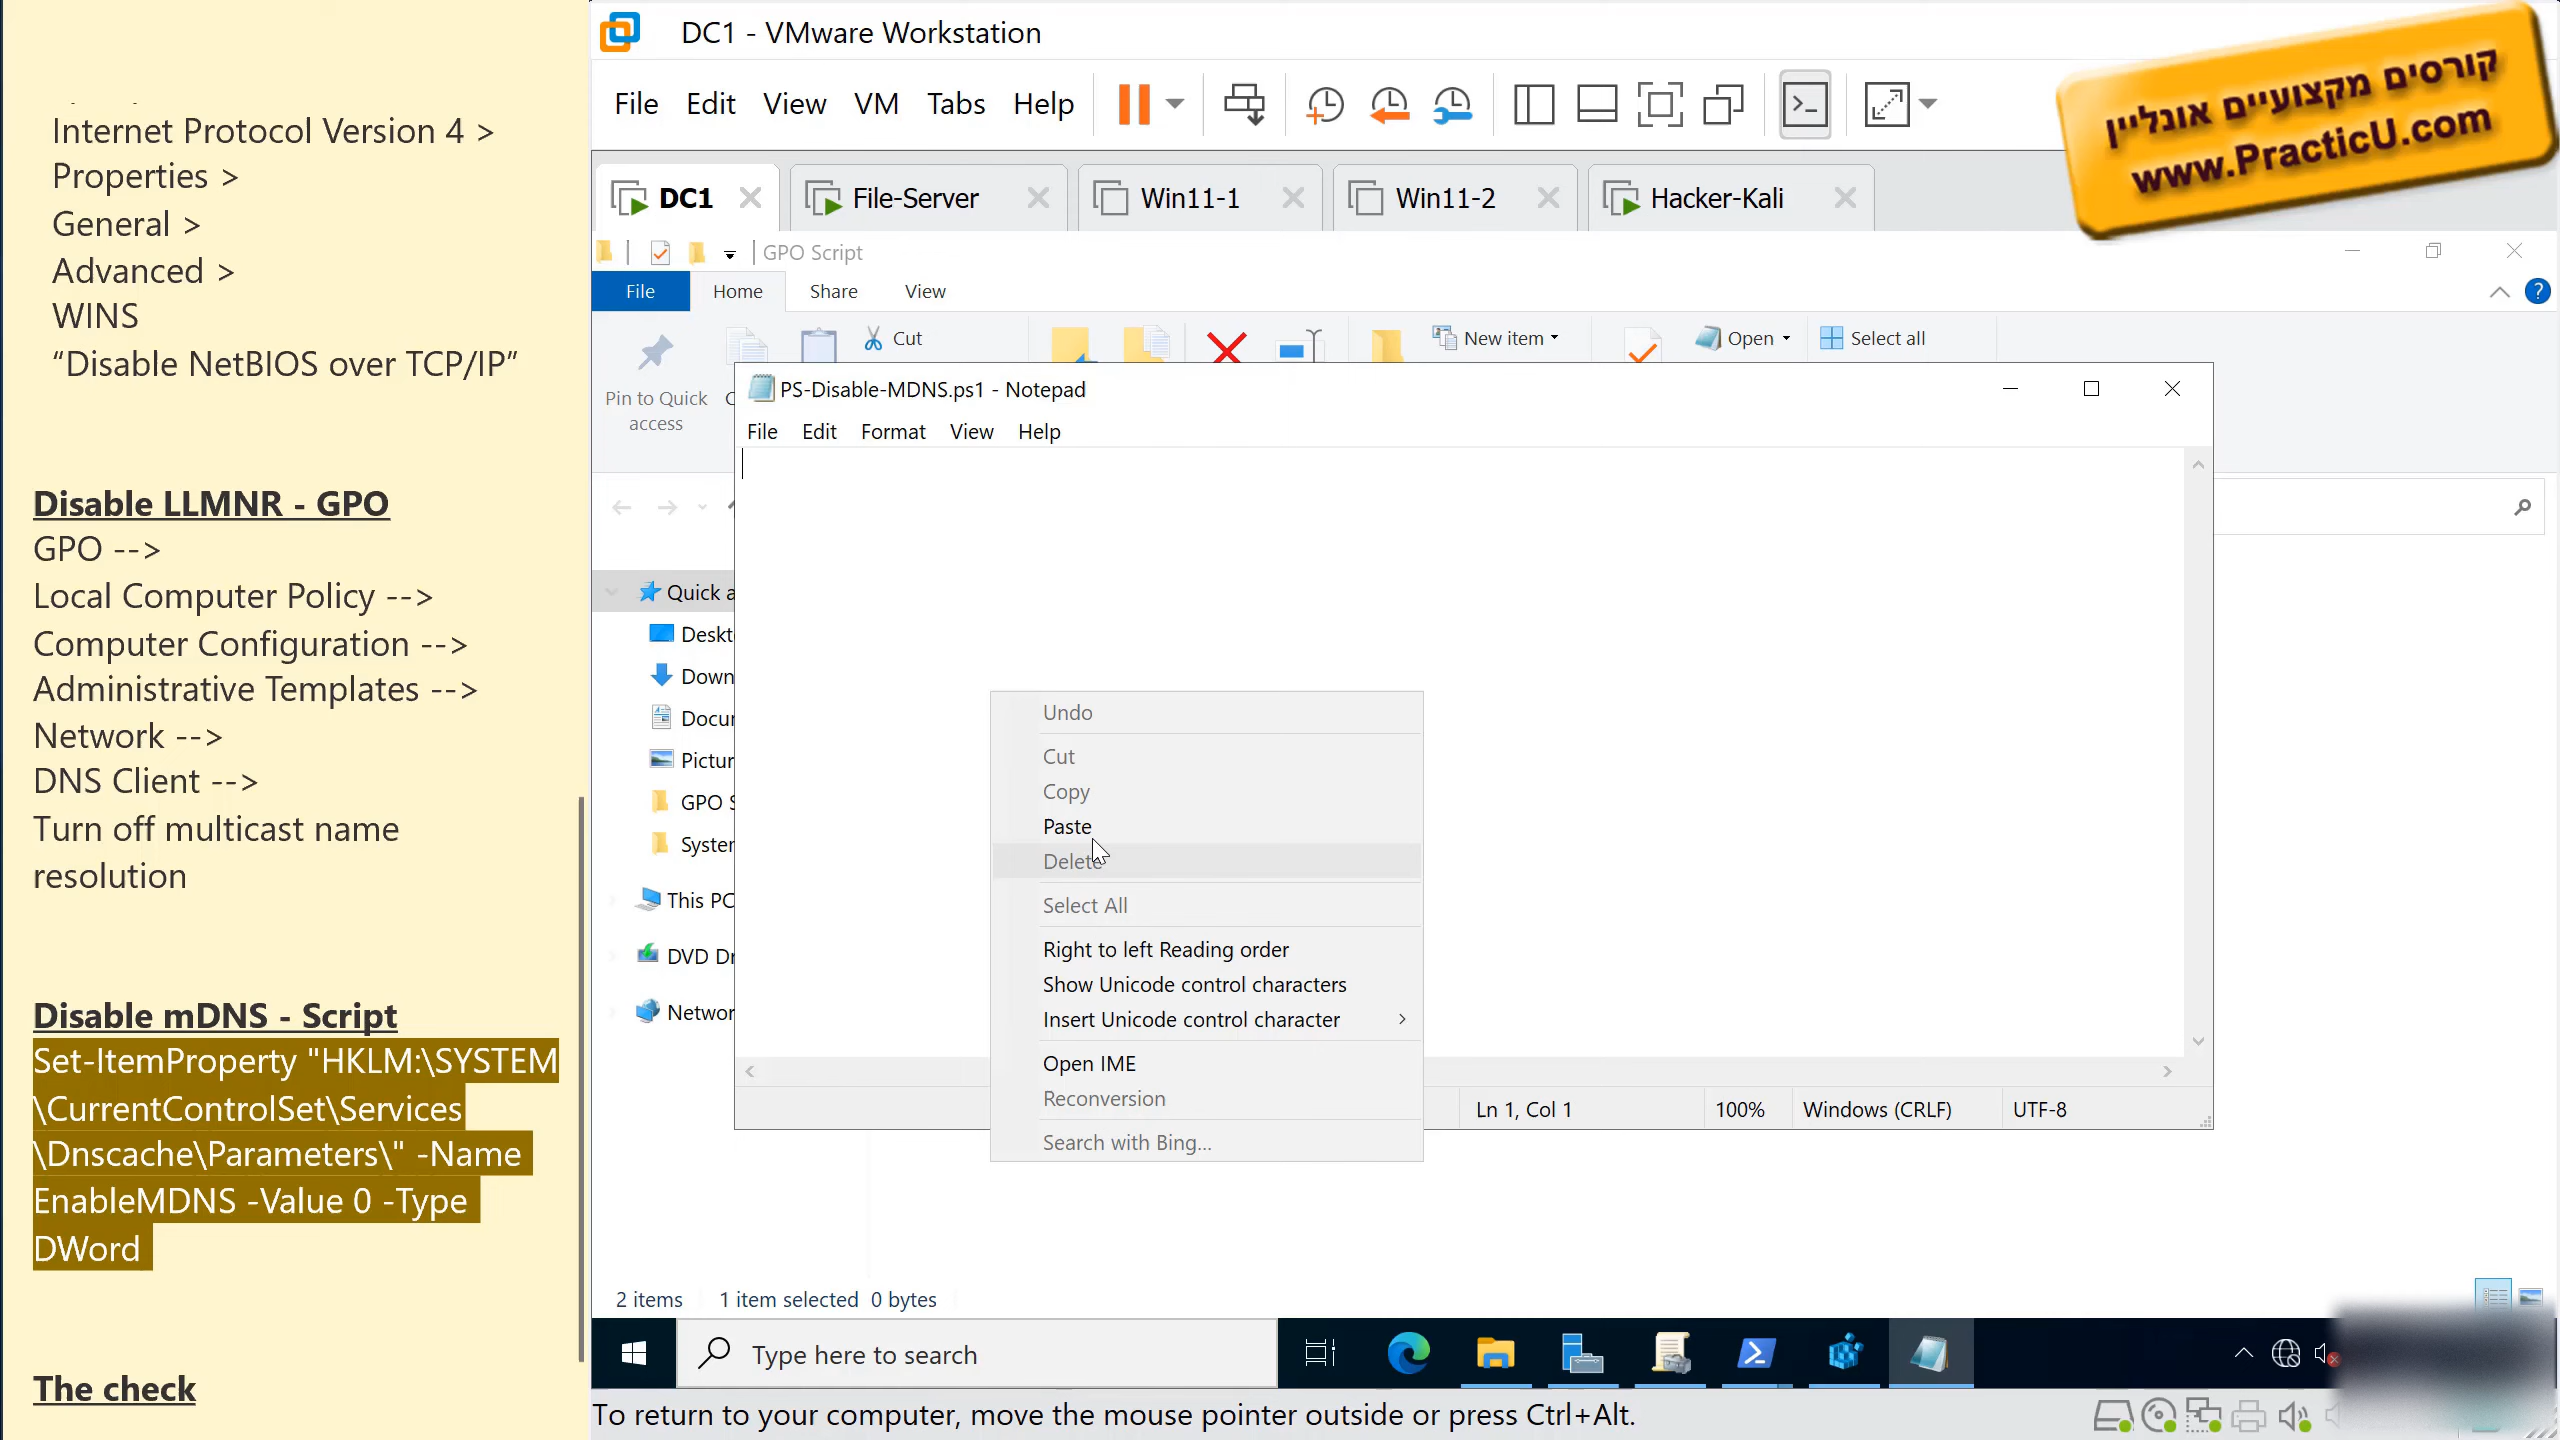 Internet Protocol Version 4 >
Properties >
General >
Advanced >
WINS
“Disable NetBIOS over TCP/IP”
Disable LLMNR - GPO
GPO -->
Local Computer Policy -->
Computer Configuration -->
Administrative Templates -->
Network -->
DNS Client -->
Turn off multicast name
resolution
Disable mDNS - Script
Set-ItemProperty "HKLM:\SYSTEM
\CurrentControlSet\Services
\Dnscache\Parameters\" -Name
EnableMDNS -Value 0 -Type
DWord
The check
DC1 - VMware Workstation
File Edit View VM Tabs Help
קורסים מקצועיים אונליין
www.PracticU.com
DC1 File-Server Win11-1 Win11-2 Hacker-Kali
GPO Script
File Home Share View
Cut New item Open Select all
Pin to Quick
access
PS-Disable-MDNS.ps1 - Notepad
File Edit Format View Help
Quick a
Deskt
Down
Docur
Pictur
GPO S
System
This PC
DVD Dr
Networ
Undo
Cut
Copy
Paste
Delete
Select All
Right to left Reading order
Show Unicode control characters
Insert Unicode control character
Open IME
Reconversion
Search with Bing...
Ln 1, Col 1 100% Windows (CRLF) UTF-8
2 items 1 item selected 0 bytes
Type here to search
To return to your computer, move the mouse pointer outside or press Ctrl+Alt.